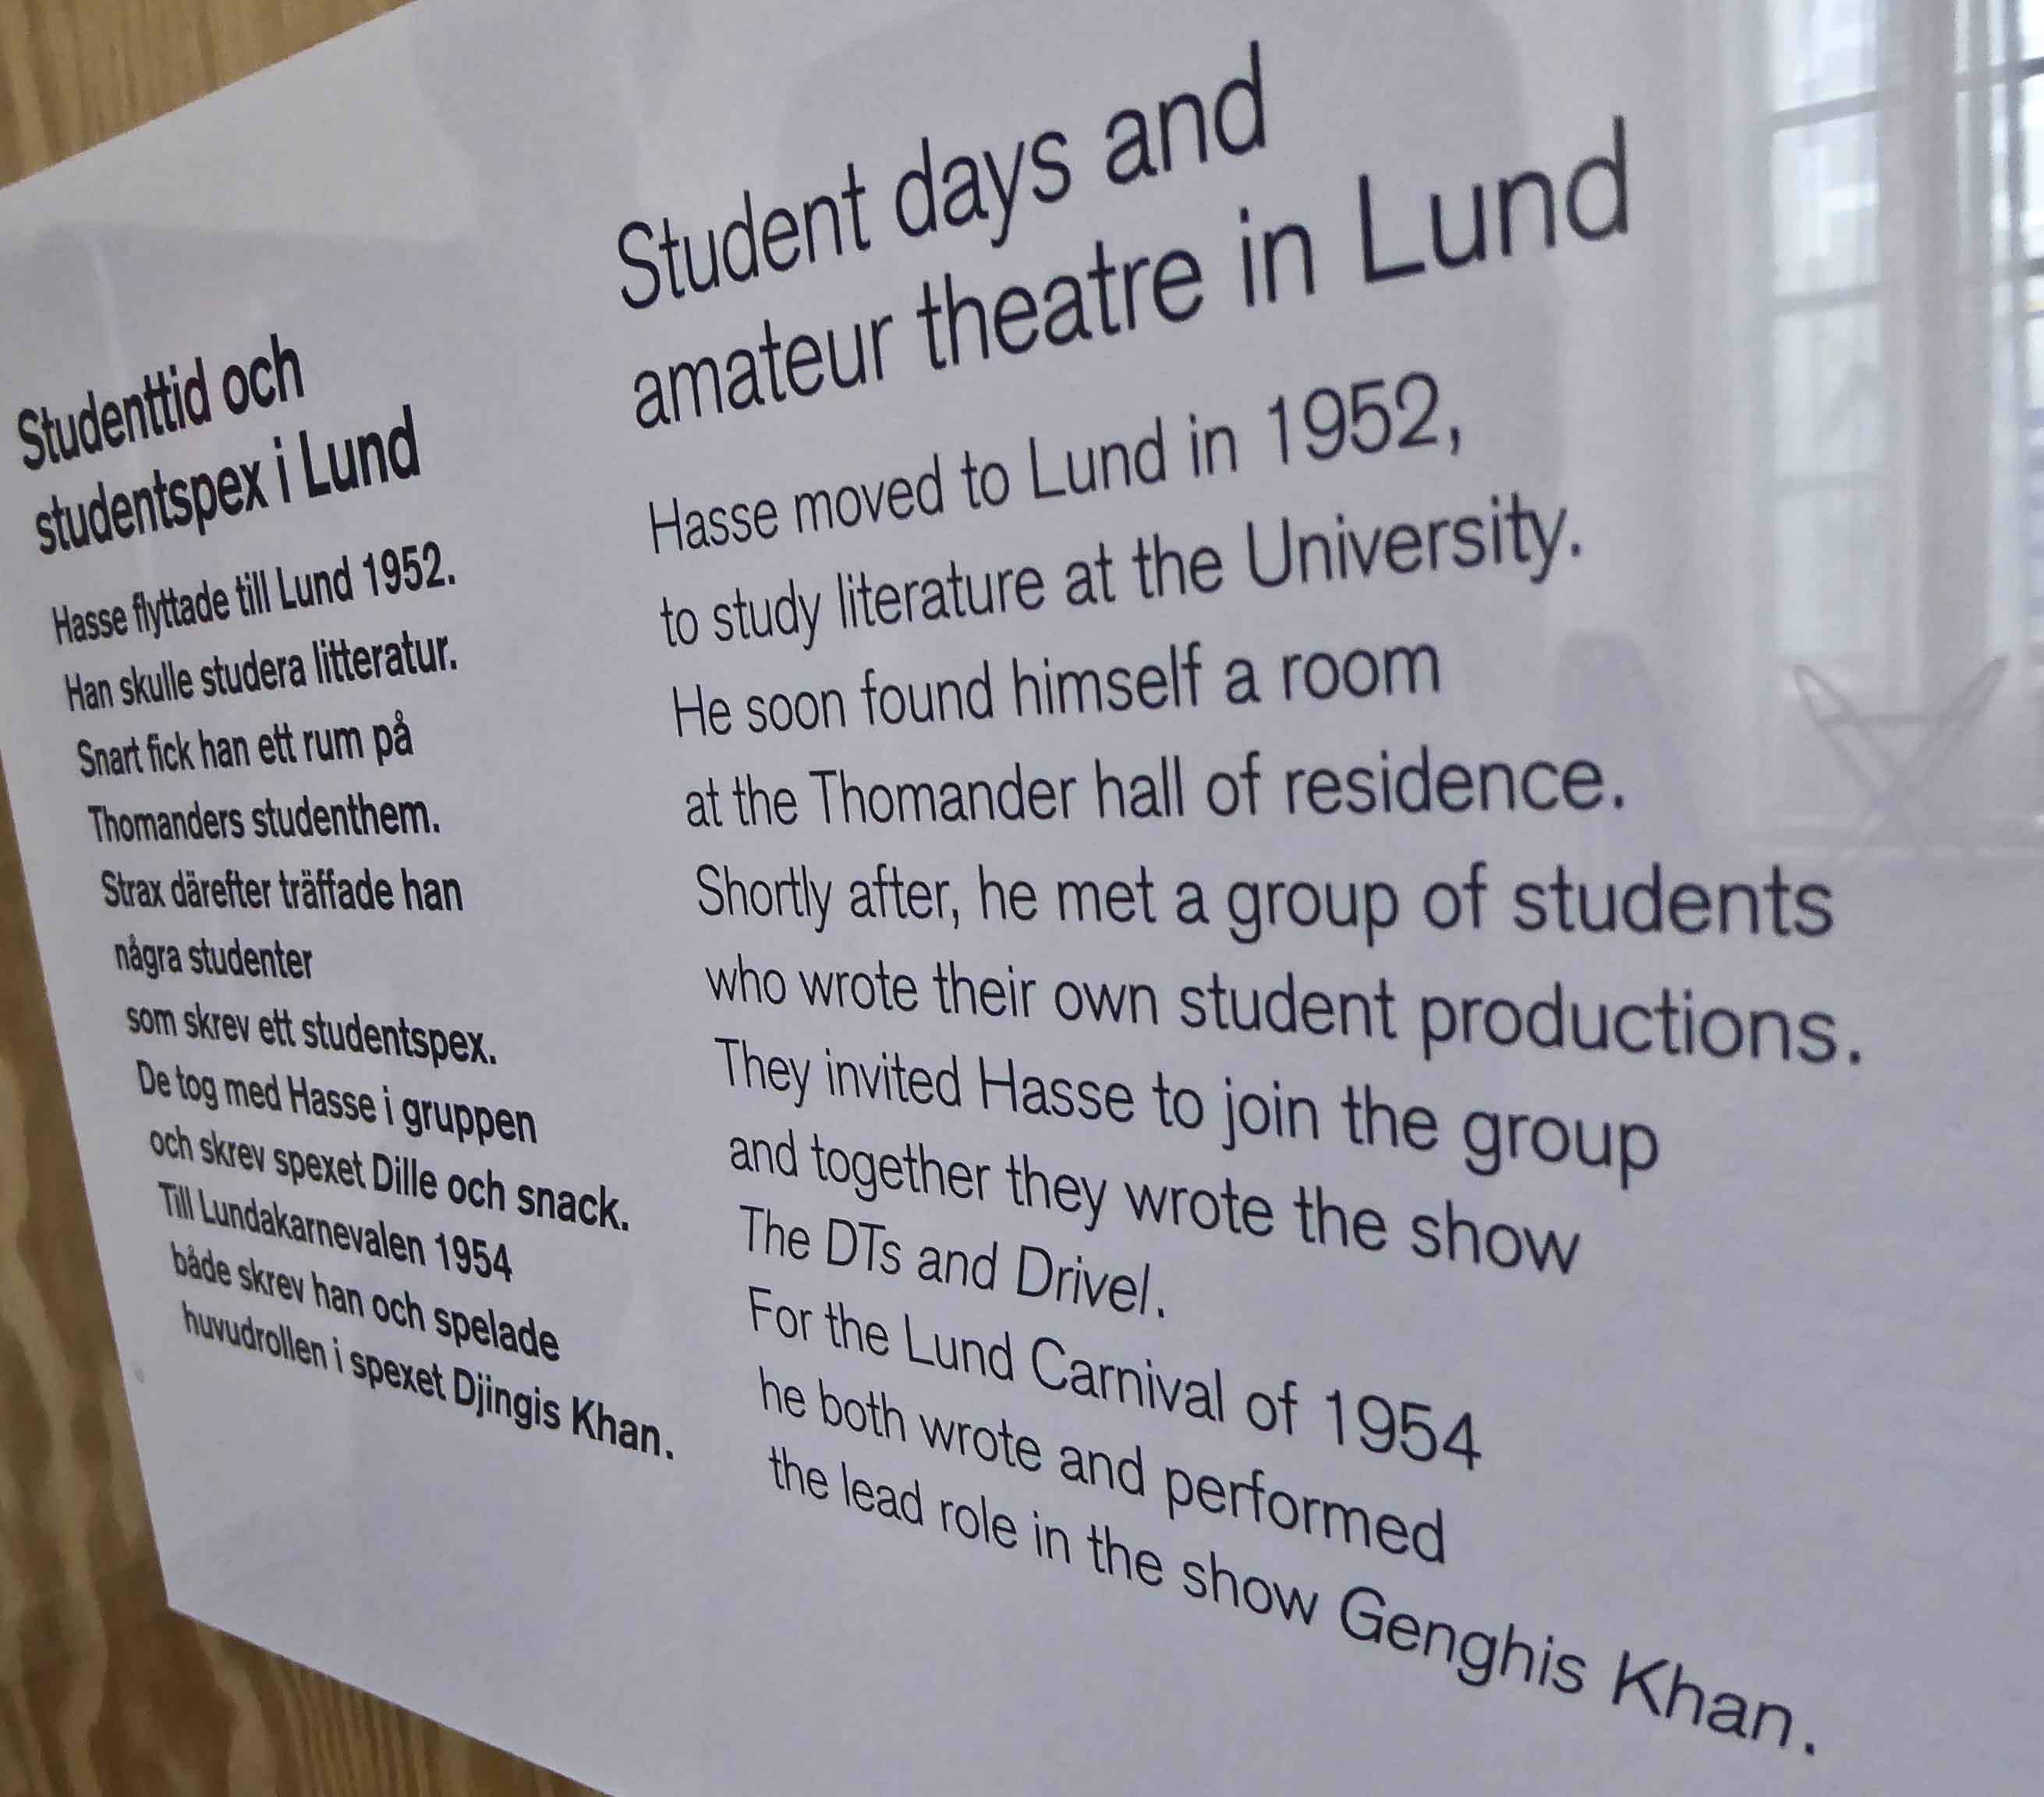 Studenttid och
studentspex i Lund
Hasse flyttade till Lund 1952.
Han skulle studera litteratur.
Snart fick han ett rum på
Thomanders studenthem.
Strax därefter träffade han
några studenter
som skrev ett studentspex.
De tog med Hasse i gruppen
och skrev spexet Dille och snack.
Till Lundakarnevalen 1954
både skrev han och spelade
huvudrollen i spexet Djingis Khan.
Student days and
amateur theatre in Lund
Hasse moved to Lund in 1952,
to study literature at the University.
He soon found himself a room
at the Thomander hall of residence.
Shortly after, he met a group of students
who wrote their own student productions.
They invited Hasse to join the group
and together they wrote the show
The DTs and Drivel.
For the Lund Carnival of 1954
he both wrote and performed
the lead role in the show Genghis Khan.